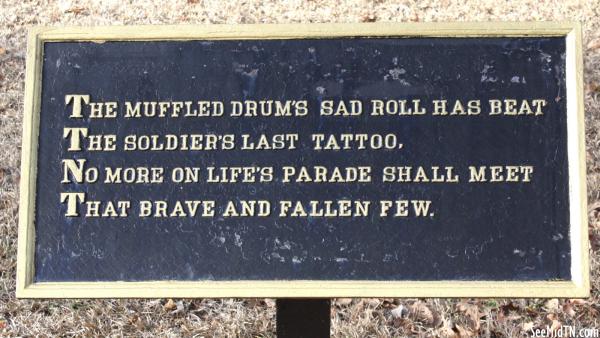 THE MUFFLED DRUM'S SAD ROLL HAS BEAT
THE SOLDIER'S LAST TATTOO,
NO MORE ON LIFE'S PARADE SHALL MEET
THAT BRAVE AND FALLEN FEW.
SeeMidTN.com